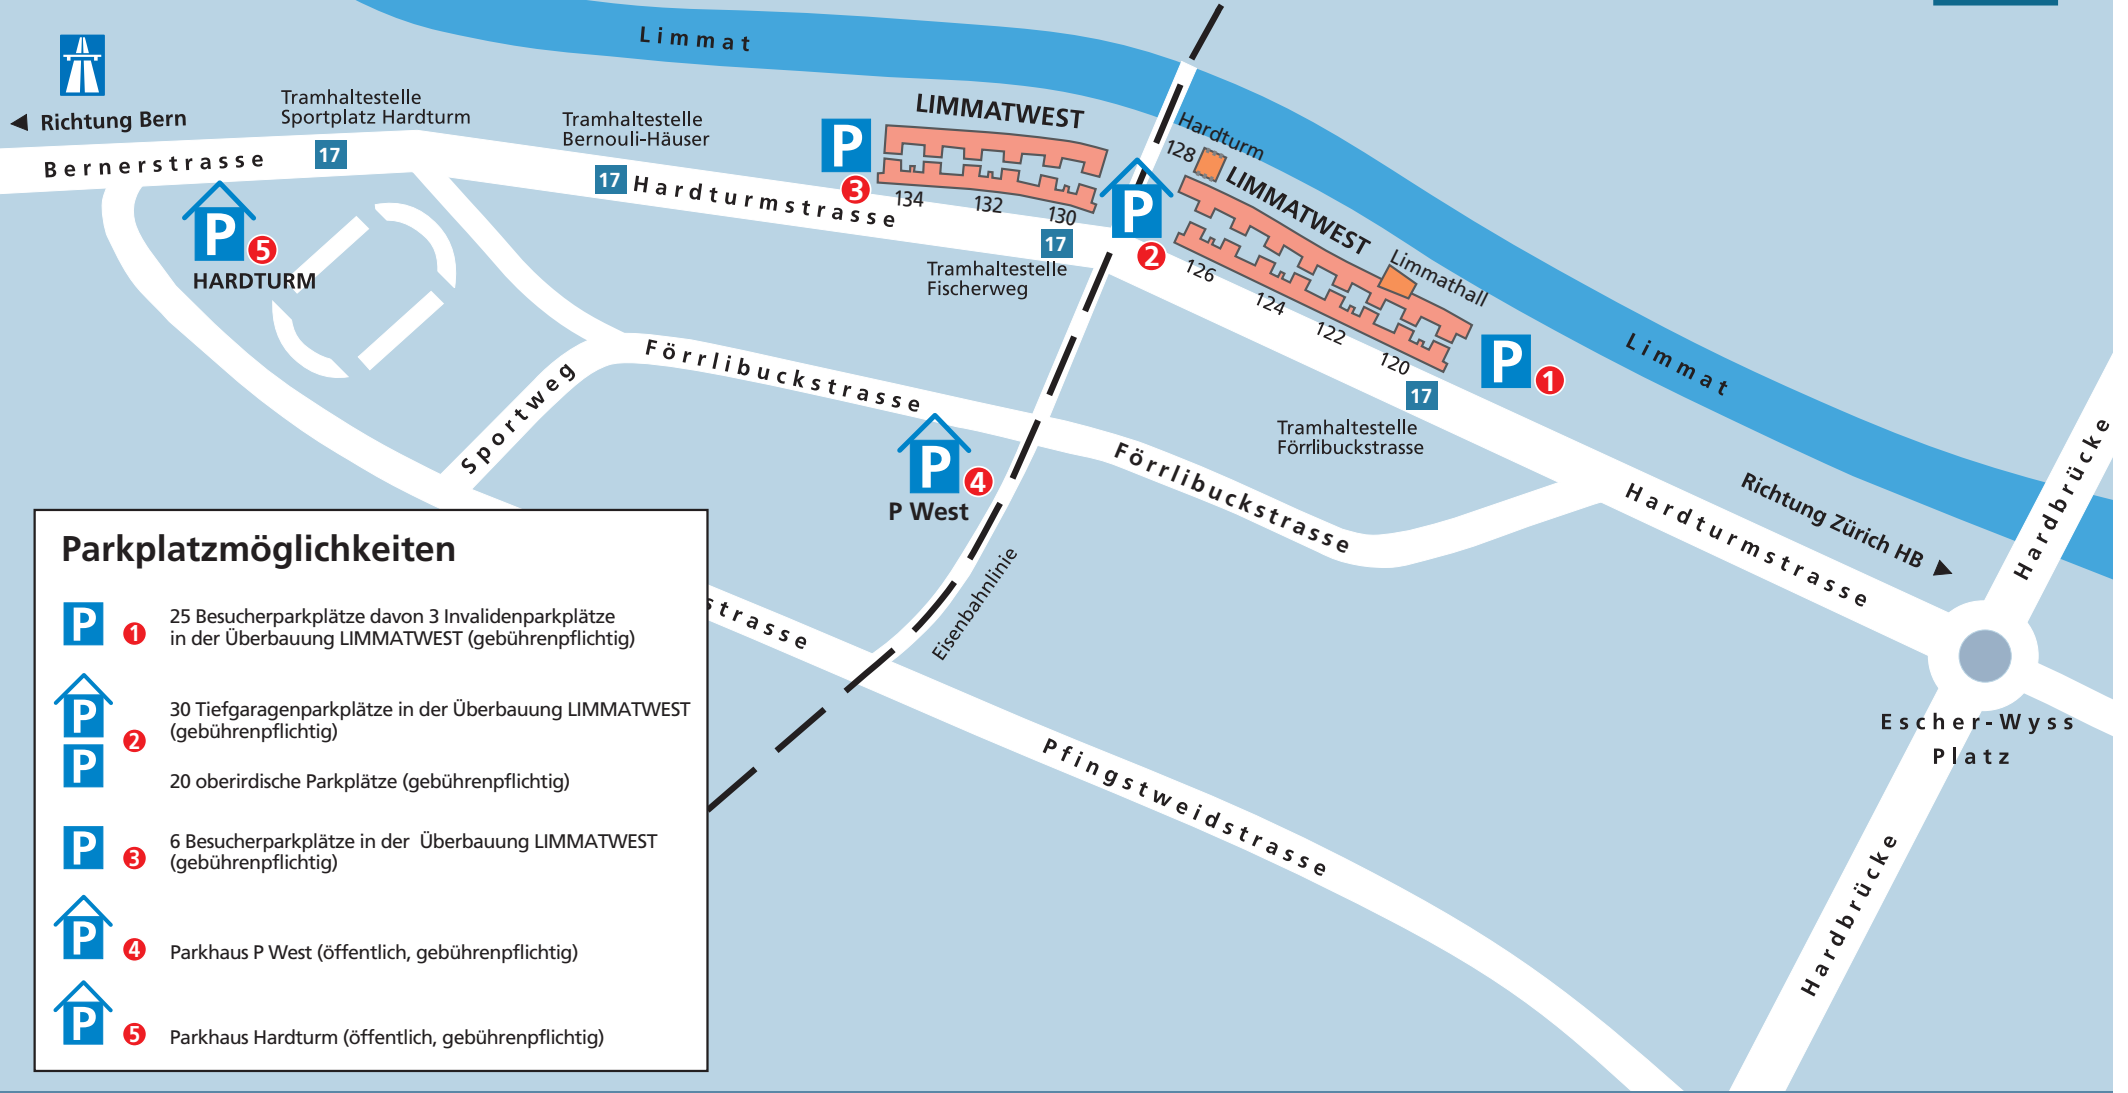 Limmat
Richtung Bern
Tramhaltestelle
Sportplatz Hardturm
17
Bernerstrasse
Tramhaltestelle
Bernouli-Häuser
17
Hardturmstrasse
P
3
LIMMATWEST
134
132
130
17
Tramhaltestelle
Fischerweg
P
2
Hardturm
128
LIMMATWEST
Limmathall
126
124
122
120
17
Tramhaltestelle
Förrlibuckstrasse
P
1
Limmat
P
5
HARDTURM
Sportweg
Förrlibuckstrasse
P
4
P West
Förrlibuckstrasse
Eisenbahnlinie
Hardturmstrasse
Richtung Zürich HB
Hardbrücke
Escher-Wyss
Platz
Hardbrücke
strasse
Pfingstweidstrasse
Parkplatzmöglichkeiten
P
1
25 Besucherparkplätze davon 3 Invalidenparkplätze
in der Überbauung LIMMATWEST (gebührenpflichtig)
P
P
2
30 Tiefgaragenparkplätze in der Überbauung LIMMATWEST
(gebührenpflichtig)
20 oberirdische Parkplätze (gebührenpflichtig)
P
3
6 Besucherparkplätze in der Überbauung LIMMATWEST
(gebührenpflichtig)
P
4
Parkhaus P West (öffentlich, gebührenpflichtig)
P
5
Parkhaus Hardturm (öffentlich, gebührenpflichtig)